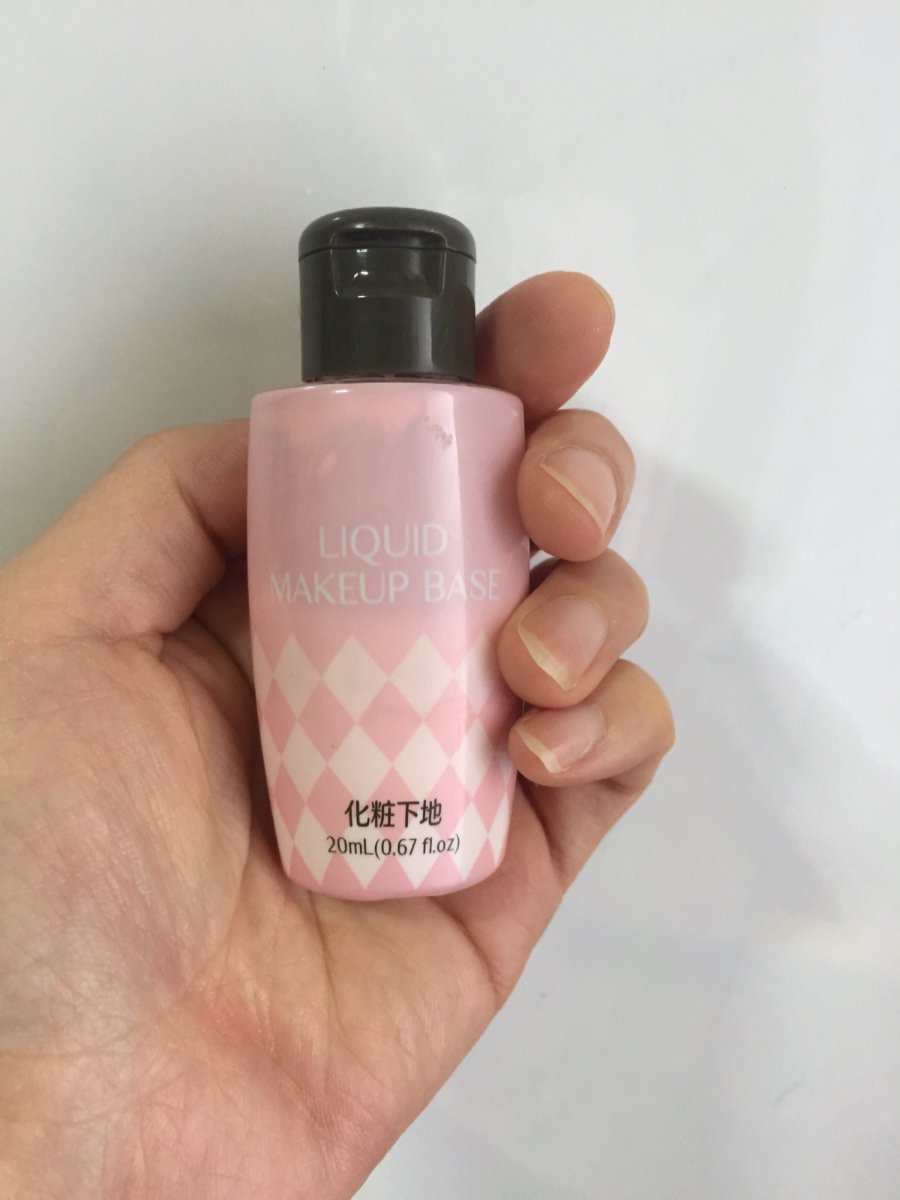 LIQUID
MAKEUP BASE
化粧下地
20mL(0.67 fl.oz)